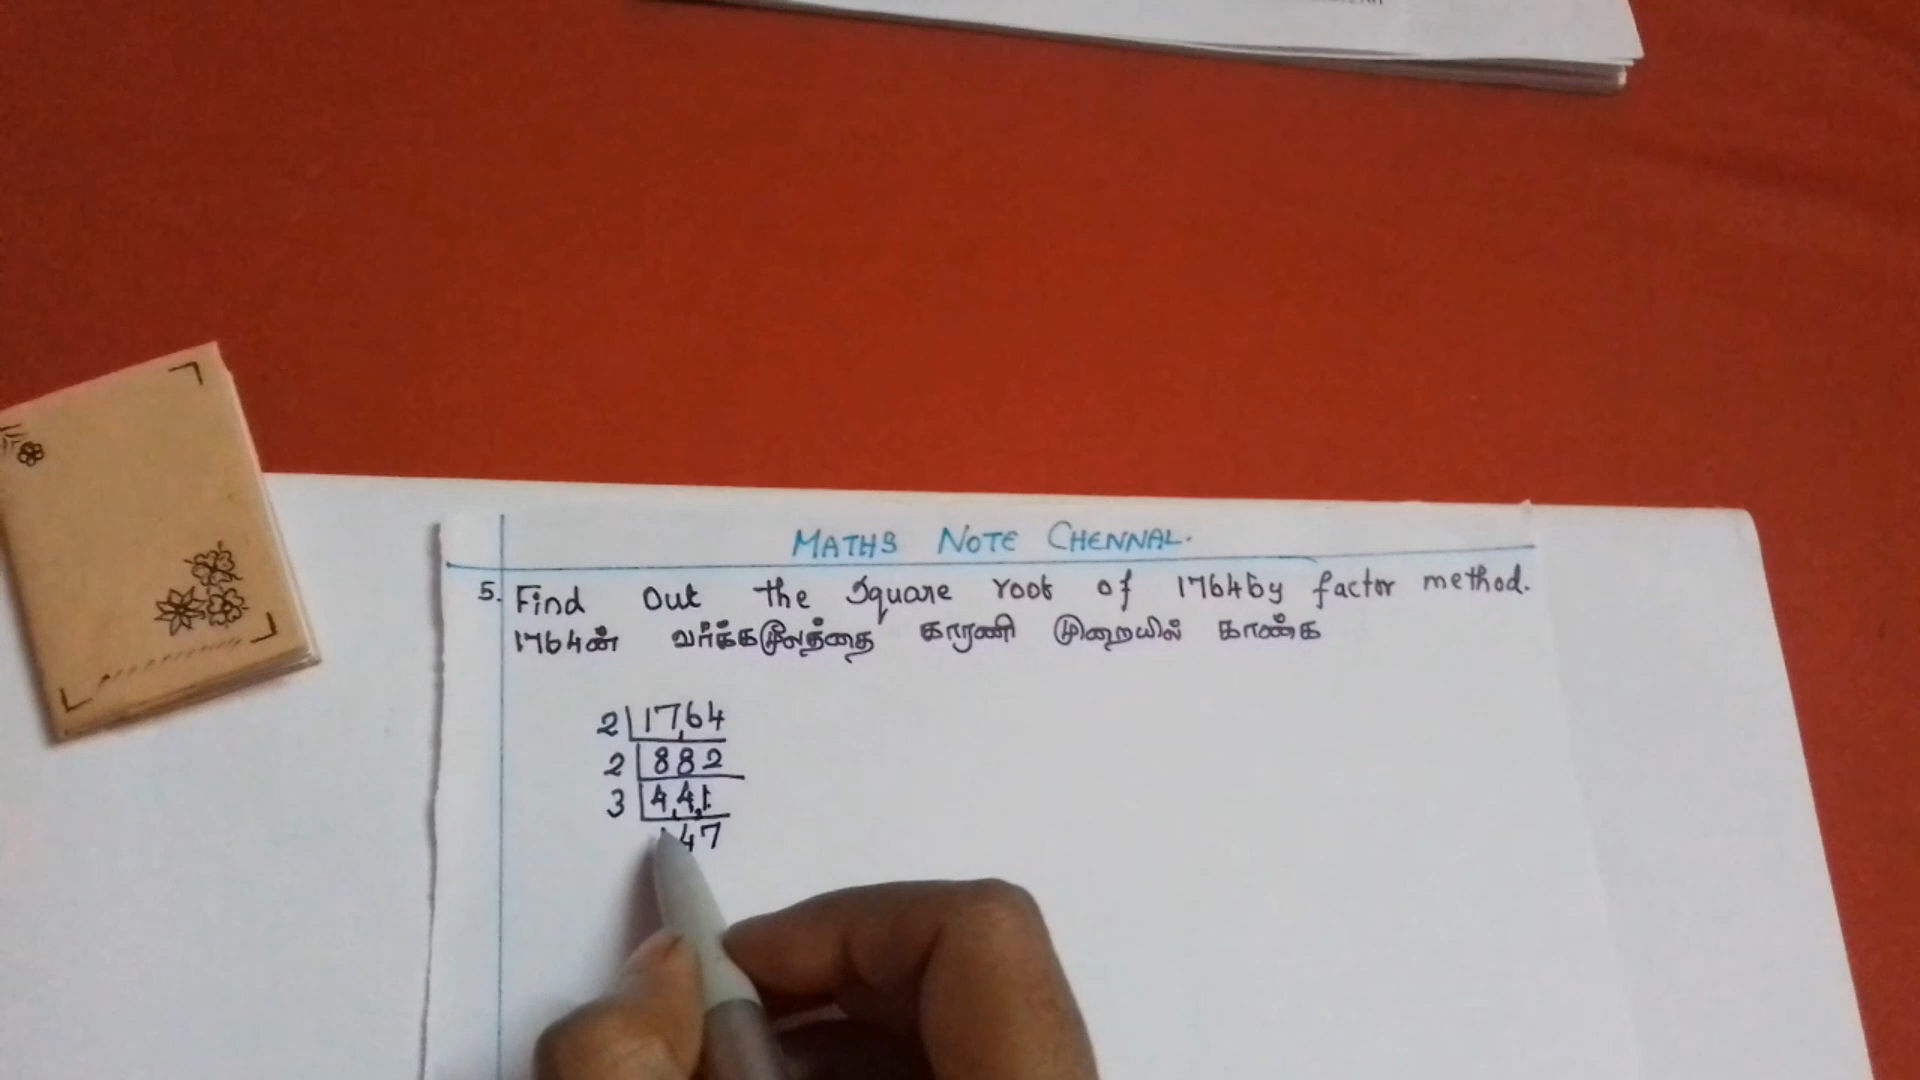 MATHS NOTE CHENNAL.
5. Find Out the Square root of 1764 by factor method.
1764ன் வர்க்கமூலத்தை காரணி முறையில் காண்க
2 1764
2 882
3 441
147